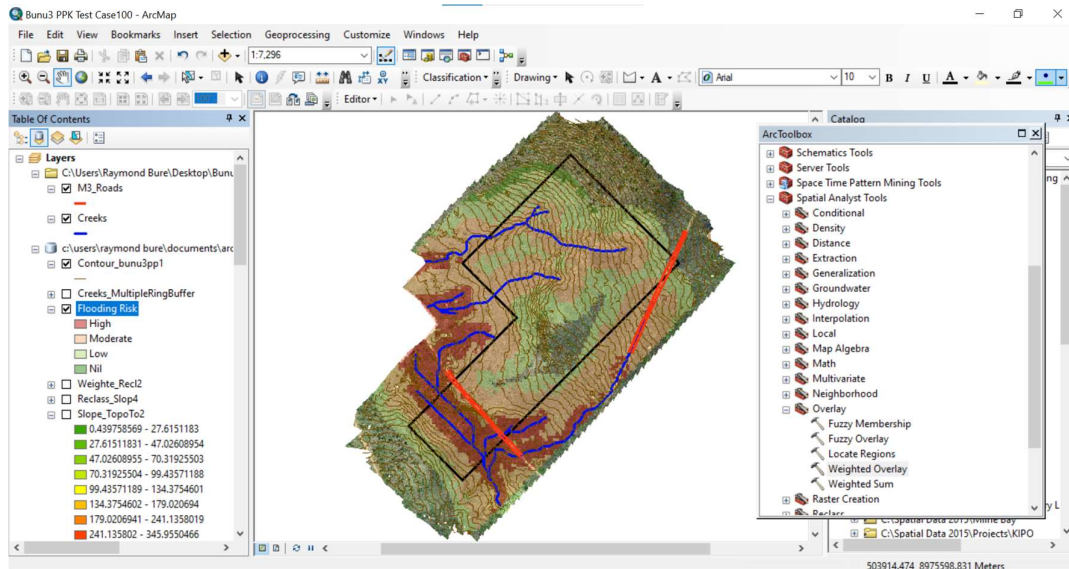 Bunu3 PPK Test Case100 - ArcMap
File Edit View Bookmarks Insert Selection Geoprocessing Customize Windows Help
1:7,296
Classification Drawing Arial 10 B I U A
Editor
Table Of Contents
Catalog
ArcToolbox
Layers
C:\Users\Raymond Bure\Desktop\Bunu
M3_Roads
Creeks
c:\users\raymond bure\documents\arc
Contour_bunu3pp1
Creeks_MultipleRingBuffer
Flooding Risk
High
Moderate
Low
Nil
Weighte_Recl2
Reclass_Slop4
Slope_TopoTo2
0.439758569 - 27.6151183
27.61511831 - 47.02608954
47.02608955 - 70.31925503
70.31925504 - 99.43571188
99.43571189 - 134.3754601
134.3754602 - 179.020694
179.0206941 - 241.1358019
241.135802 - 345.9550466
Schematics Tools
Server Tools
Space Time Pattern Mining Tools
Spatial Analyst Tools
Conditional
Density
Distance
Extraction
Generalization
Groundwater
Hydrology
Interpolation
Local
Map Algebra
Math
Multivariate
Neighborhood
Overlay
Fuzzy Membership
Fuzzy Overlay
Locate Regions
Weighted Overlay
Weighted Sum
Raster Creation
Reclass
C:\Spatial Data 2015\Milne Bay
C:\Spatial Data 2015\Projects\KIPO
503914.474 8975598.831 Meters